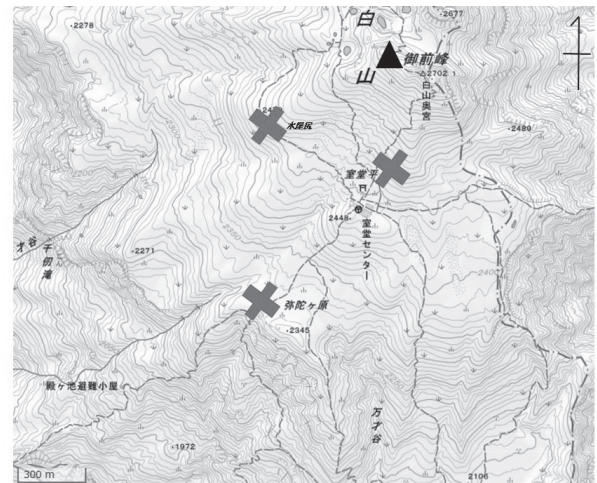 2278
2677
白山
御前峰
2702
白山奥宮
2480
水屋尻
室堂平
2448
室堂センター
千仞滝
2271
弥陀ヶ原
2345
殿ヶ池避難小屋
万才谷
1972
2106
300 m